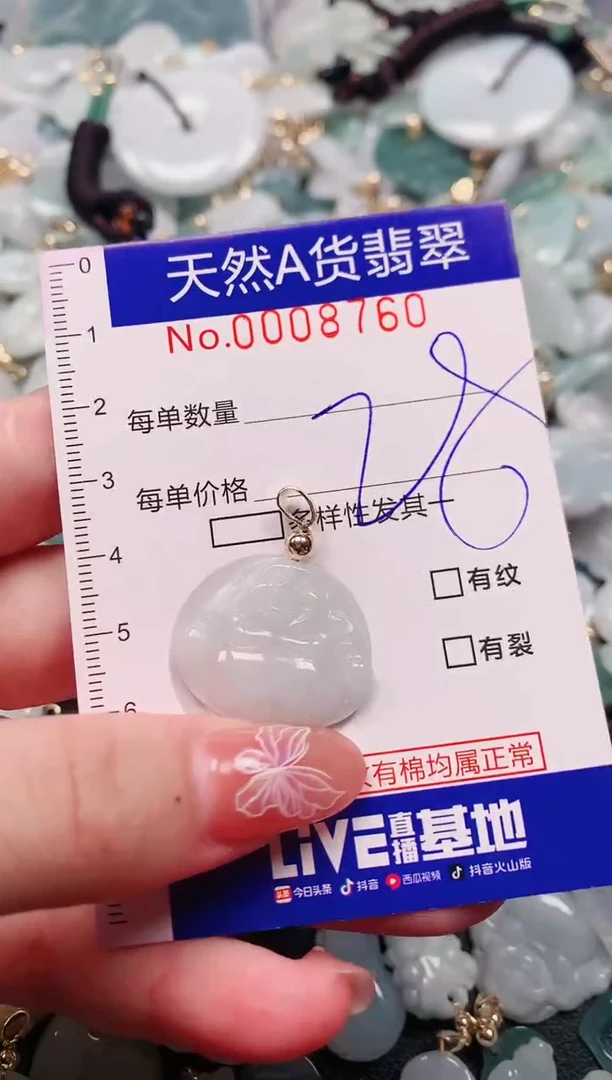 0
天然A货翡翠
No.0008760
1
2
每单数量
28
3
每单价格
多样性发其一
4
有纹
5
有裂
6
有棉均属正常
LIVE直播基地
今日头条 抖音 西瓜视频 抖音火山版